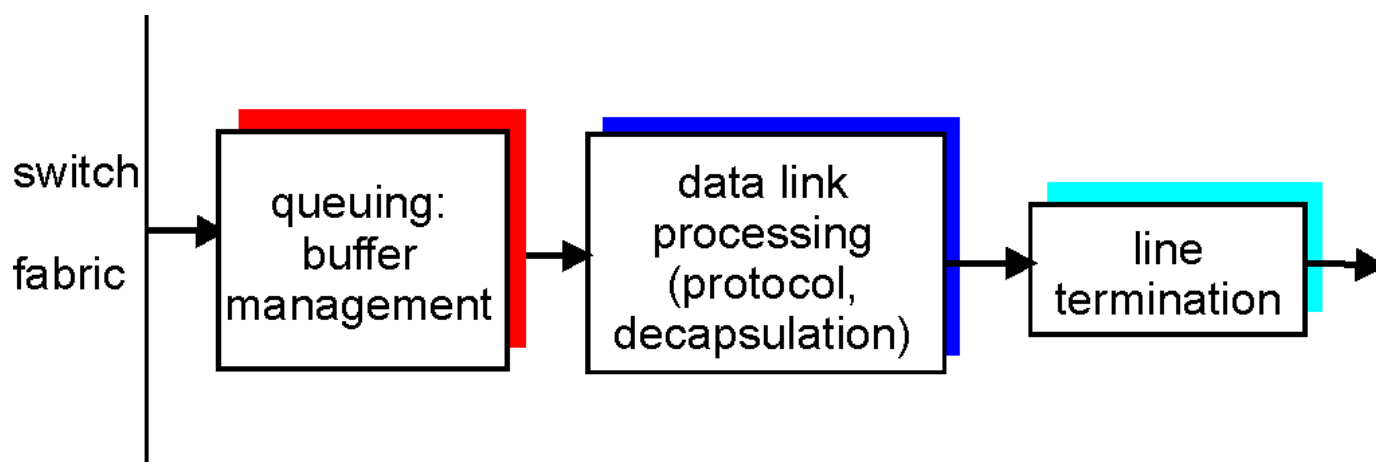 switch
fabric
queuing:
buffer
management
data link
processing
(protocol,
decapsulation)
line
termination